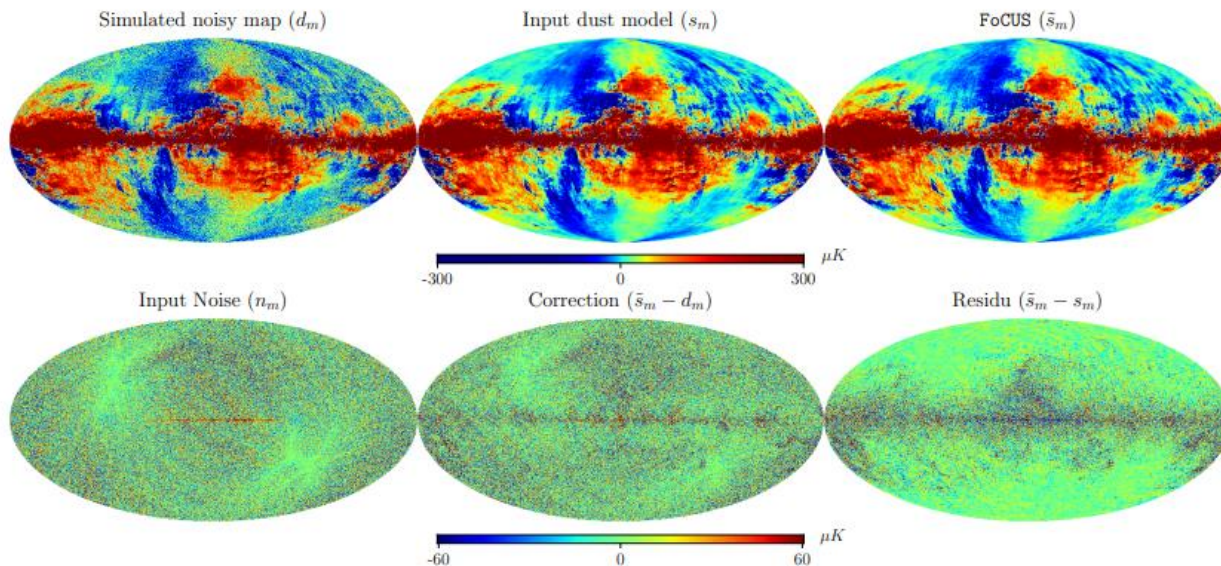 Simulated noisy map (d_m)
Input dust model (s_m)
FoCUS (s̃_m)
-300
0
300
μK
Input Noise (n_m)
Correction (s̃_m − d_m)
Residu (s̃_m − s_m)
-60
0
60
μK